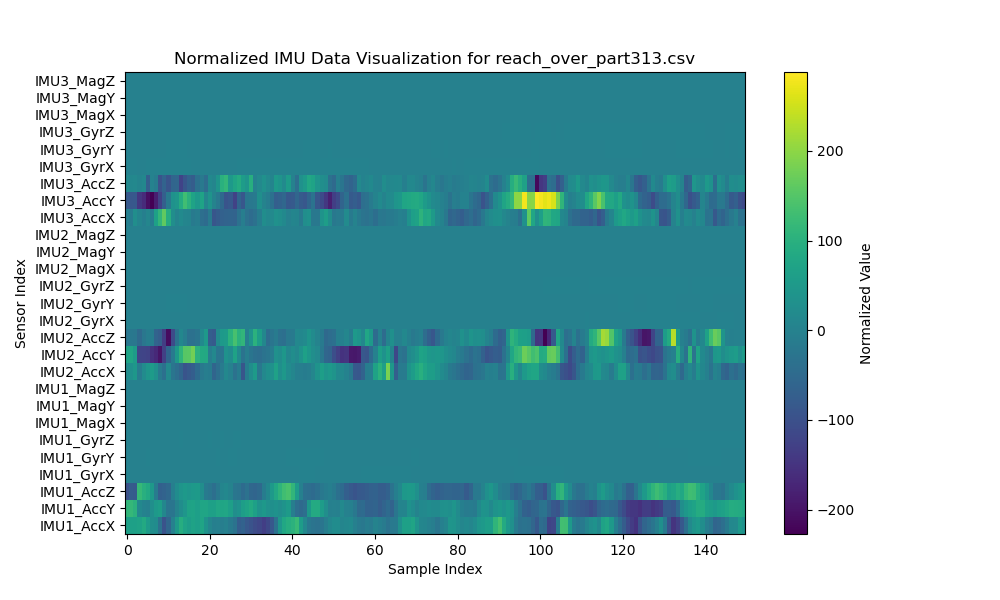 Normalized IMU Data Visualization for reach_over_part313.csv
IMU3_MagZ
IMU3_MagY
IMU3_MagX
IMU3_GyrZ
IMU3_GyrY
IMU3_GyrX
IMU3_AccZ
IMU3_AccY
IMU3_AccX
IMU2_MagZ
IMU2_MagY
IMU2_MagX
IMU2_GyrZ
IMU2_GyrY
IMU2_GyrX
IMU2_AccZ
IMU2_AccY
IMU2_AccX
IMU1_MagZ
IMU1_MagY
IMU1_MagX
IMU1_GyrZ
IMU1_GyrY
IMU1_GyrX
IMU1_AccZ
IMU1_AccY
IMU1_AccX
Sensor Index
0 20 40 60 80 100 120 140
Sample Index
200
100
0
−100
−200
Normalized Value